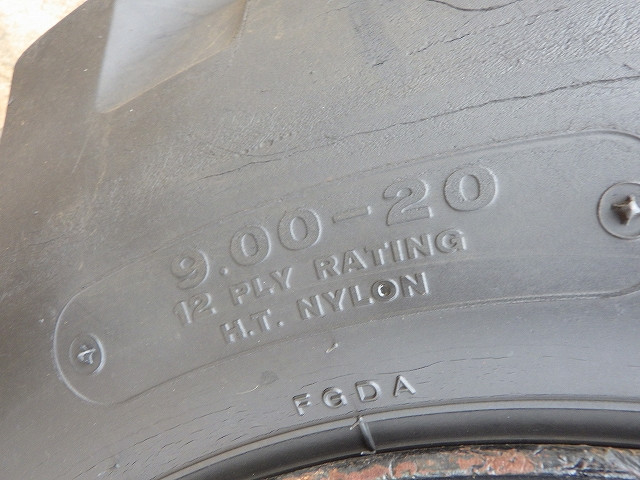 9.00-20
12 PLY RATING
H.T. NYLON
FGDA